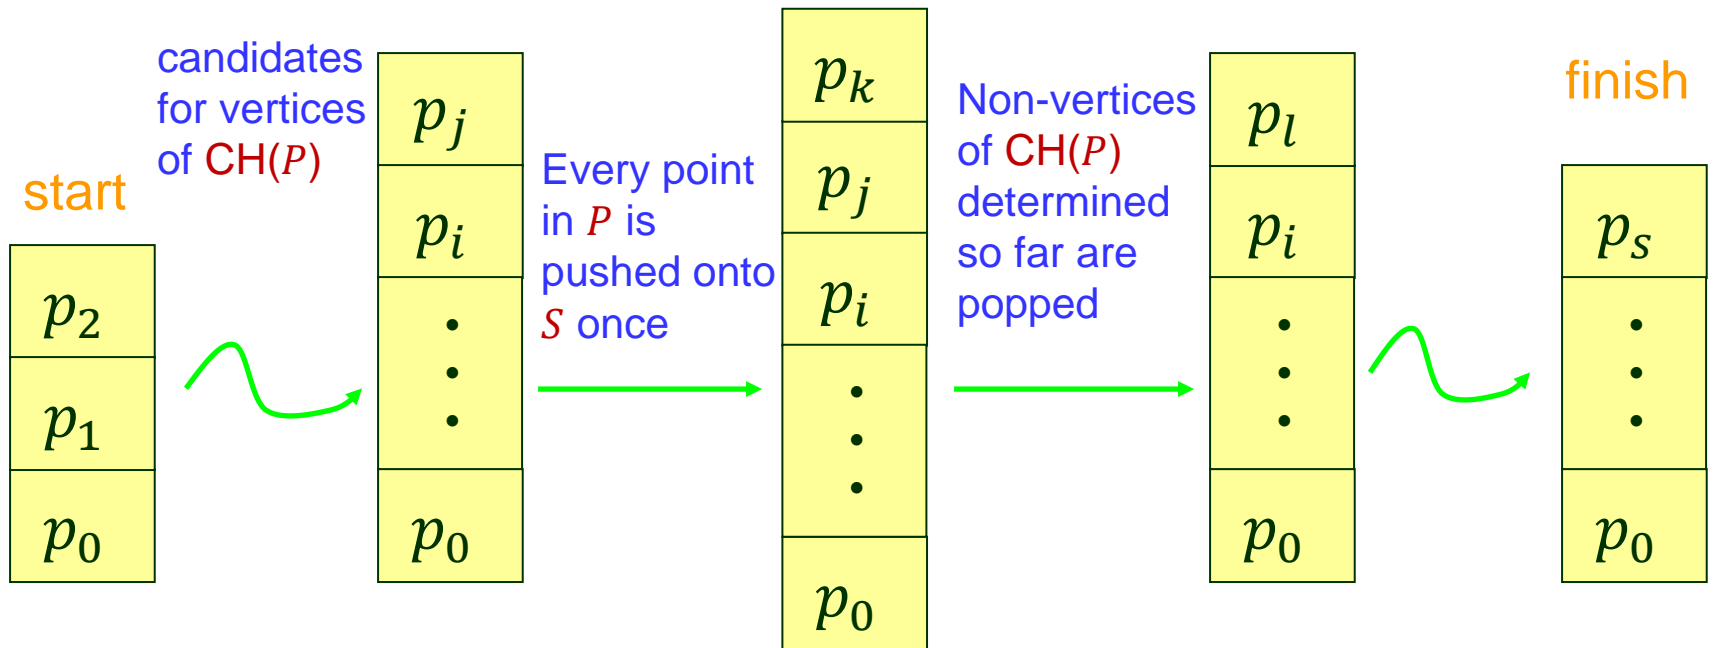 start
p₂
p₁
p₀
candidates
for vertices
of CH(P)
pⱼ
pᵢ
p₀
Every point
in P is
pushed onto
S once
pₖ
pⱼ
pᵢ
p₀
Non-vertices
of CH(P)
determined
so far are
popped
pₗ
pᵢ
p₀
finish
pₛ
p₀